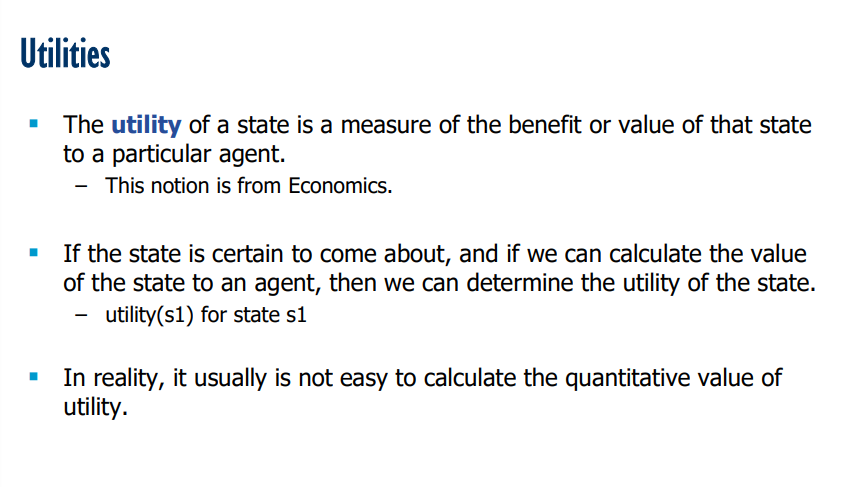 Utilities
▪ The utility of a state is a measure of the benefit or value of that state
to a particular agent.
– This notion is from Economics.
▪ If the state is certain to come about, and if we can calculate the value
of the state to an agent, then we can determine the utility of the state.
– utility(s1) for state s1
▪ In reality, it usually is not easy to calculate the quantitative value of
utility.